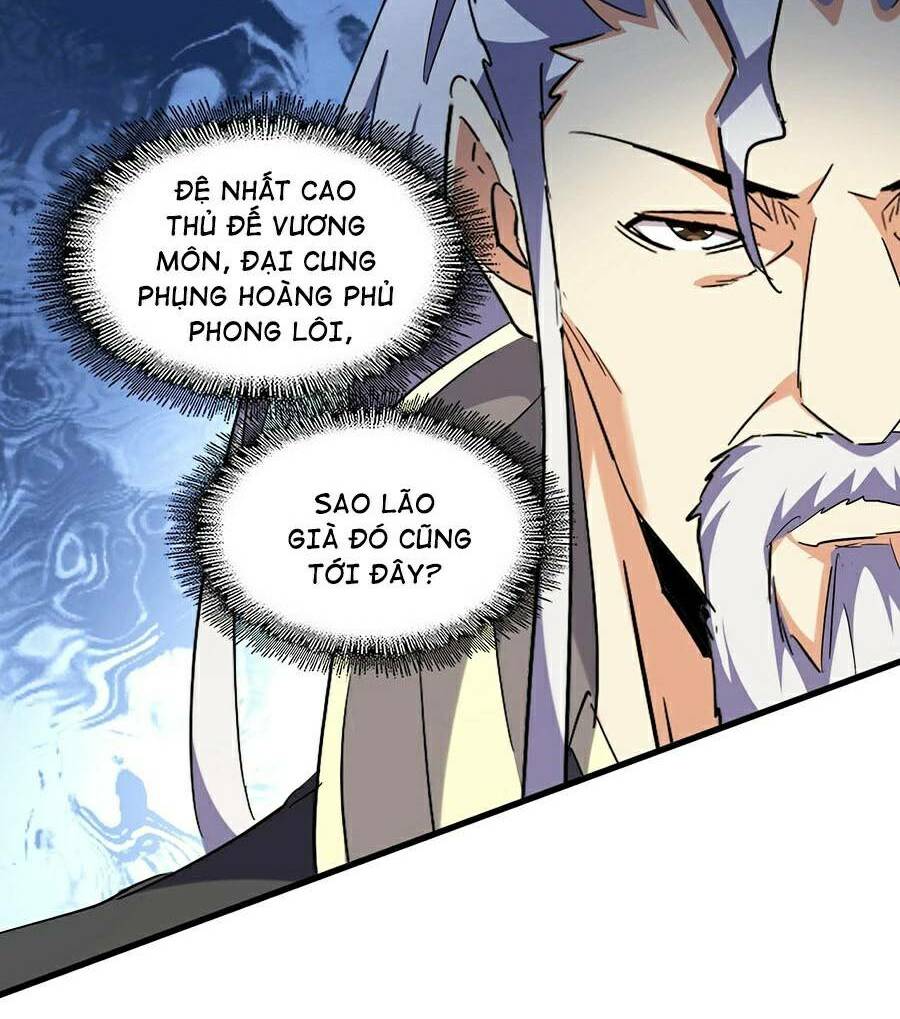 ĐỆ NHẤT CAO
THỦ ĐẾ VƯƠNG
MÔN, ĐẠI CUNG
PHỤNG HOÀNG PHỦ
PHONG LÔI,
SAO LÃO
GIÀ ĐÓ CŨNG
TỚI ĐÂY?